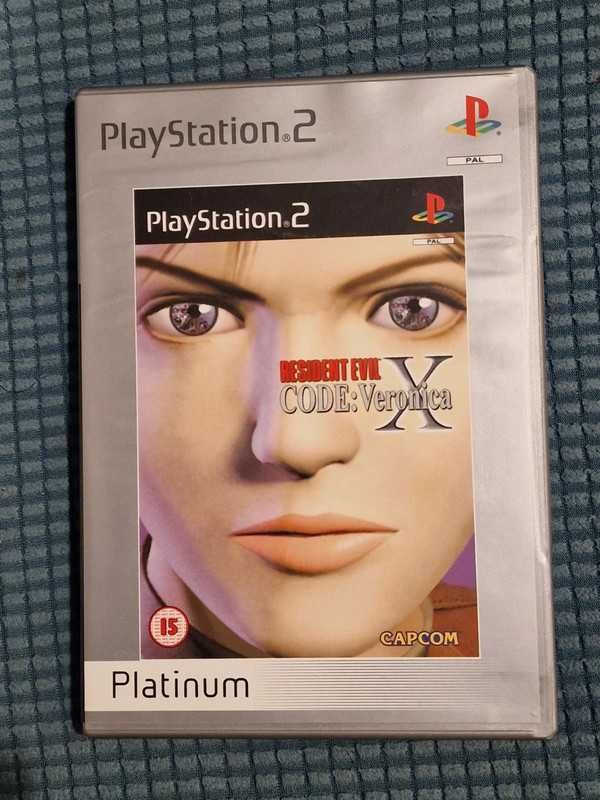 PlayStation®2
PAL
PlayStation®2
PAL
RESIDENT EVIL
CODE:Veronica X
15
CAPCOM
Platinum